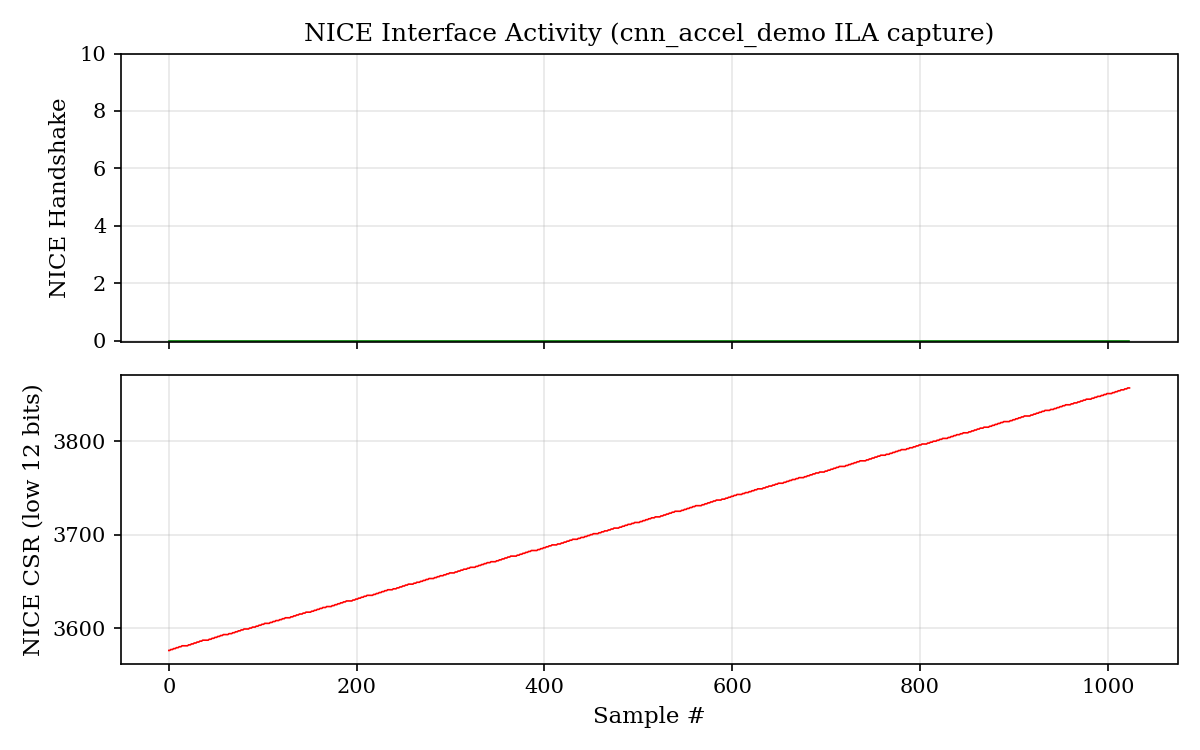 NICE Interface Activity (cnn_accel_demo ILA capture)
NICE Handshake
10
8
6
4
2
0
NICE CSR (low 12 bits)
3800
3700
3600
0 200 400 600 800 1000
Sample #